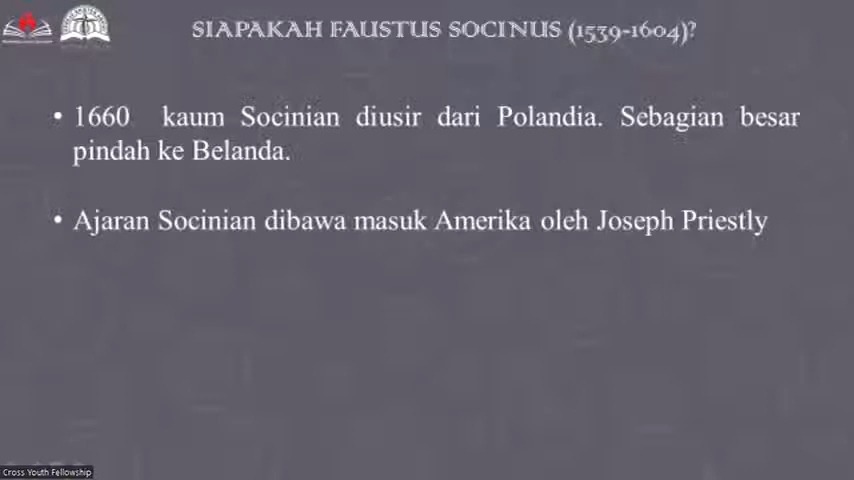 SIAPAKAH FAUSTUS SOCINUS (1539-1604)?
• 1660 kaum Socinian diusir dari Polandia. Sebagian besar
pindah ke Belanda.
• Ajaran Socinian dibawa masuk Amerika oleh Joseph Priestly
Cross Youth Fellowship